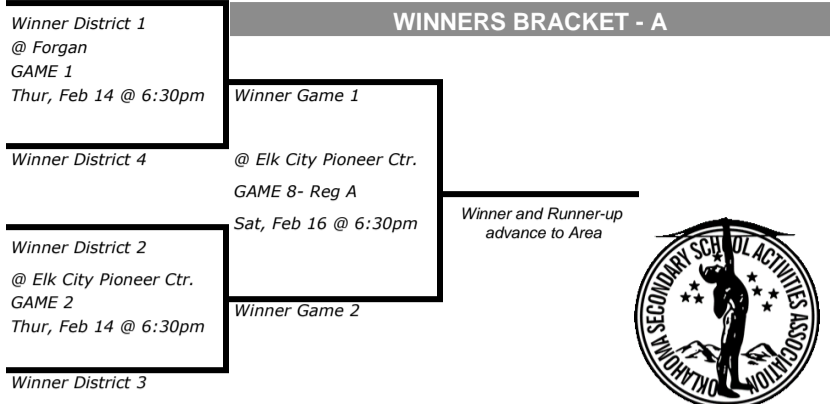 WINNERS BRACKET - A
Winner District 1
@ Forgan
GAME 1
Thur, Feb 14 @ 6:30pm
Winner Game 1
Winner District 4
@ Elk City Pioneer Ctr.
GAME 8- Reg A
Sat, Feb 16 @ 6:30pm
Winner and Runner-up
advance to Area
Winner District 2
@ Elk City Pioneer Ctr.
GAME 2
Thur, Feb 14 @ 6:30pm
Winner Game 2
Winner District 3
OKLAHOMA SECONDARY SCHOOL ACTIVITIES ASSOCIATION